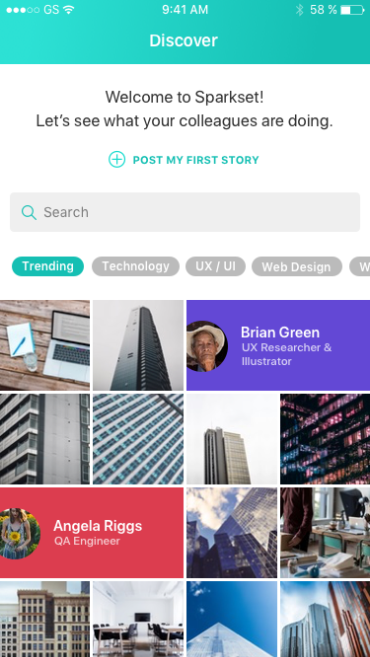 GS 9:41 AM 58 %
Discover
Welcome to Sparkset!
Let’s see what your colleagues are doing.
POST MY FIRST STORY
Search
Trending Technology UX / UI Web Design W
Brian Green
UX Researcher &
Illustrator
Angela Riggs
QA Engineer